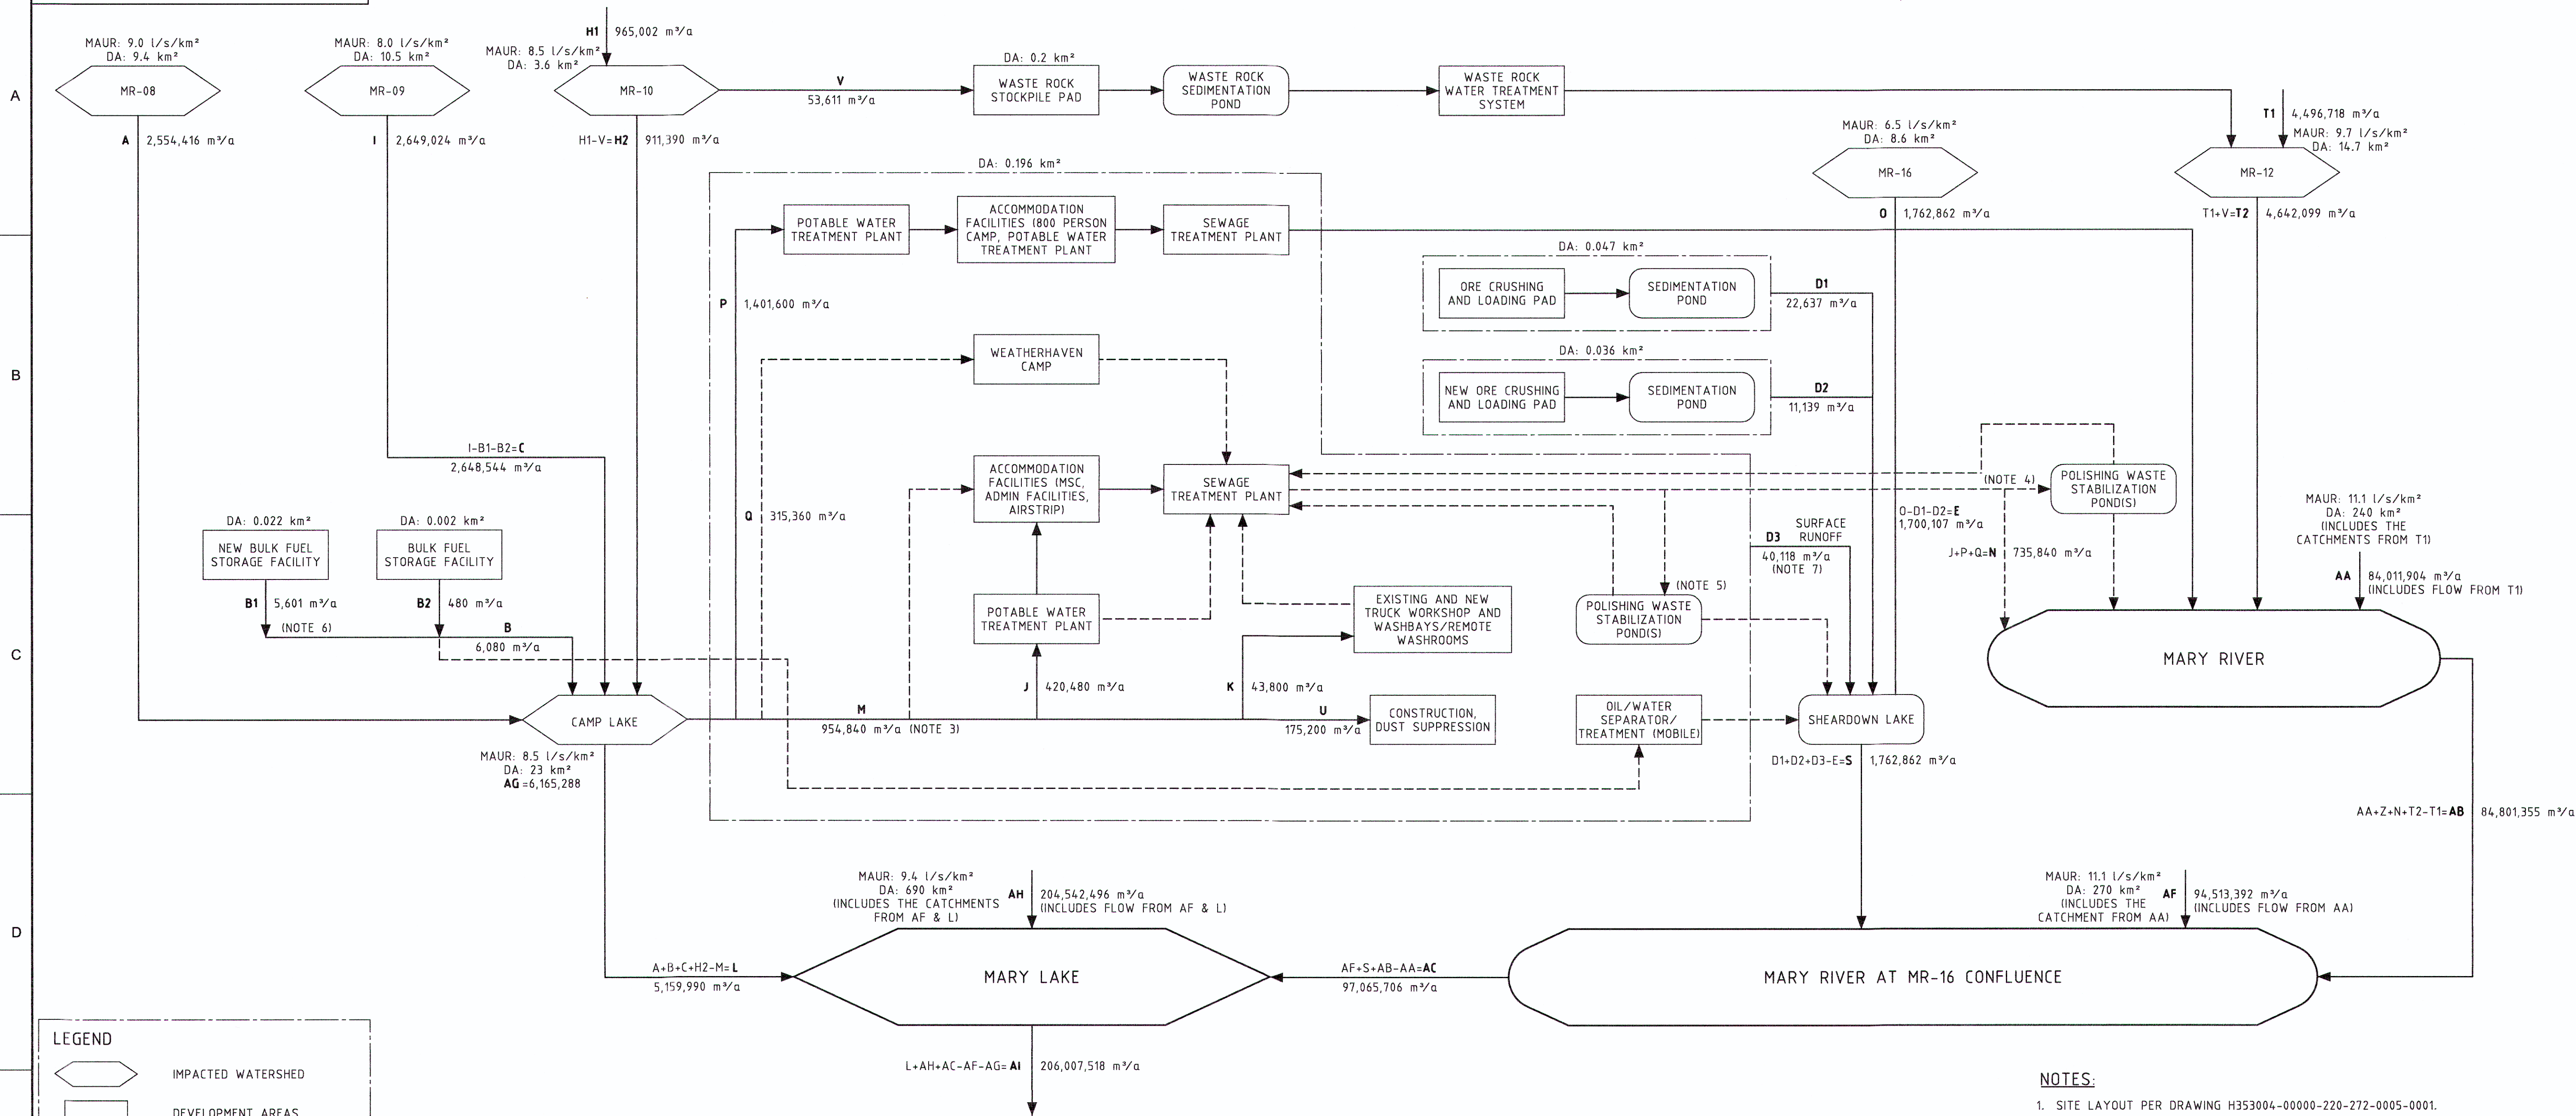 A
B
C
D
MAUR: 9.0 l/s/km²
DA: 9.4 km²
MR-08
A 2,554,416 m³/a
MAUR: 8.0 l/s/km²
DA: 10.5 km²
MR-09
I 2,649,024 m³/a
H1 965,002 m³/a
MAUR: 8.5 l/s/km²
DA: 3.6 km²
MR-10
H1-V=H2 911,390 m³/a
V
53,611 m³/a
DA: 0.2 km²
WASTE ROCK
STOCKPILE PAD
WASTE ROCK
SEDIMENTATION
POND
WASTE ROCK
WATER TREATMENT
SYSTEM
MAUR: 6.5 l/s/km²
DA: 8.6 km²
MR-16
O 1,762,862 m³/a
T1 4,496,718 m³/a
MAUR: 9.7 l/s/km²
DA: 14.7 km²
MR-12
T1+V=T2 4,642,099 m³/a
DA: 0.196 km²
POTABLE WATER
TREATMENT PLANT
ACCOMMODATION
FACILITIES (800 PERSON
CAMP, POTABLE WATER
TREATMENT PLANT
SEWAGE
TREATMENT PLANT
P 1,401,600 m³/a
DA: 0.047 km²
ORE CRUSHING
AND LOADING PAD
SEDIMENTATION
POND
D1
22,637 m³/a
DA: 0.036 km²
NEW ORE CRUSHING
AND LOADING PAD
SEDIMENTATION
POND
D2
11,139 m³/a
WEATHERHAVEN
CAMP
I-B1-B2=C
2,648,544 m³/a
ACCOMMODATION
FACILITIES (MSC,
ADMIN FACILITIES,
AIRSTRIP)
SEWAGE
TREATMENT PLANT
(NOTE 4)
POLISHING WASTE
STABILIZATION
POND(S)
Q 315,360 m³/a
O-D1-D2=E
1,700,107 m³/a
MAUR: 11.1 l/s/km²
DA: 240 km²
(INCLUDES THE
CATCHMENTS FROM T1)
DA: 0.022 km²
NEW BULK FUEL
STORAGE FACILITY
DA: 0.002 km²
BULK FUEL
STORAGE FACILITY
D3 SURFACE
RUNOFF
40,118 m³/a
(NOTE 7)
J+P+Q=N 735,840 m³/a
AA 84,011,904 m³/a
(INCLUDES FLOW FROM T1)
B1 5,601 m³/a
(NOTE 6)
B2 480 m³/a
B
6,080 m³/a
POTABLE WATER
TREATMENT PLANT
EXISTING AND NEW
TRUCK WORKSHOP AND
WASHBAYS/REMOTE
WASHROOMS
(NOTE 5)
POLISHING WASTE
STABILIZATION
POND(S)
MARY RIVER
J 420,480 m³/a
K 43,800 m³/a
CAMP LAKE
M
954,840 m³/a (NOTE 3)
U
175,200 m³/a
CONSTRUCTION,
DUST SUPPRESSION
OIL/WATER
SEPARATOR/
TREATMENT (MOBILE)
SHEARDOWN LAKE
MAUR: 8.5 l/s/km²
DA: 23 km²
AG =6,165,288
D1+D2+D3-E=S 1,762,862 m³/a
AA+Z+N+T2-T1=AB 84,801,355 m³/a
MAUR: 9.4 l/s/km²
DA: 690 km²
(INCLUDES THE CATCHMENTS
FROM AF & L)
AH 204,542,496 m³/a
(INCLUDES FLOW FROM AF & L)
MAUR: 11.1 l/s/km²
DA: 270 km²
(INCLUDES THE
CATCHMENT FROM AA)
AF 94,513,392 m³/a
(INCLUDES FLOW FROM AA)
A+B+C+H2-M=L
5,159,990 m³/a
MARY LAKE
AF+S+AB-AA=AC
97,065,706 m³/a
MARY RIVER AT MR-16 CONFLUENCE
L+AH+AC-AF-AG= AI 206,007,518 m³/a
LEGEND
IMPACTED WATERSHED
DEVELOPMENT AREAS
NOTES:
1. SITE LAYOUT PER DRAWING H353004-00000-220-272-0005-0001.